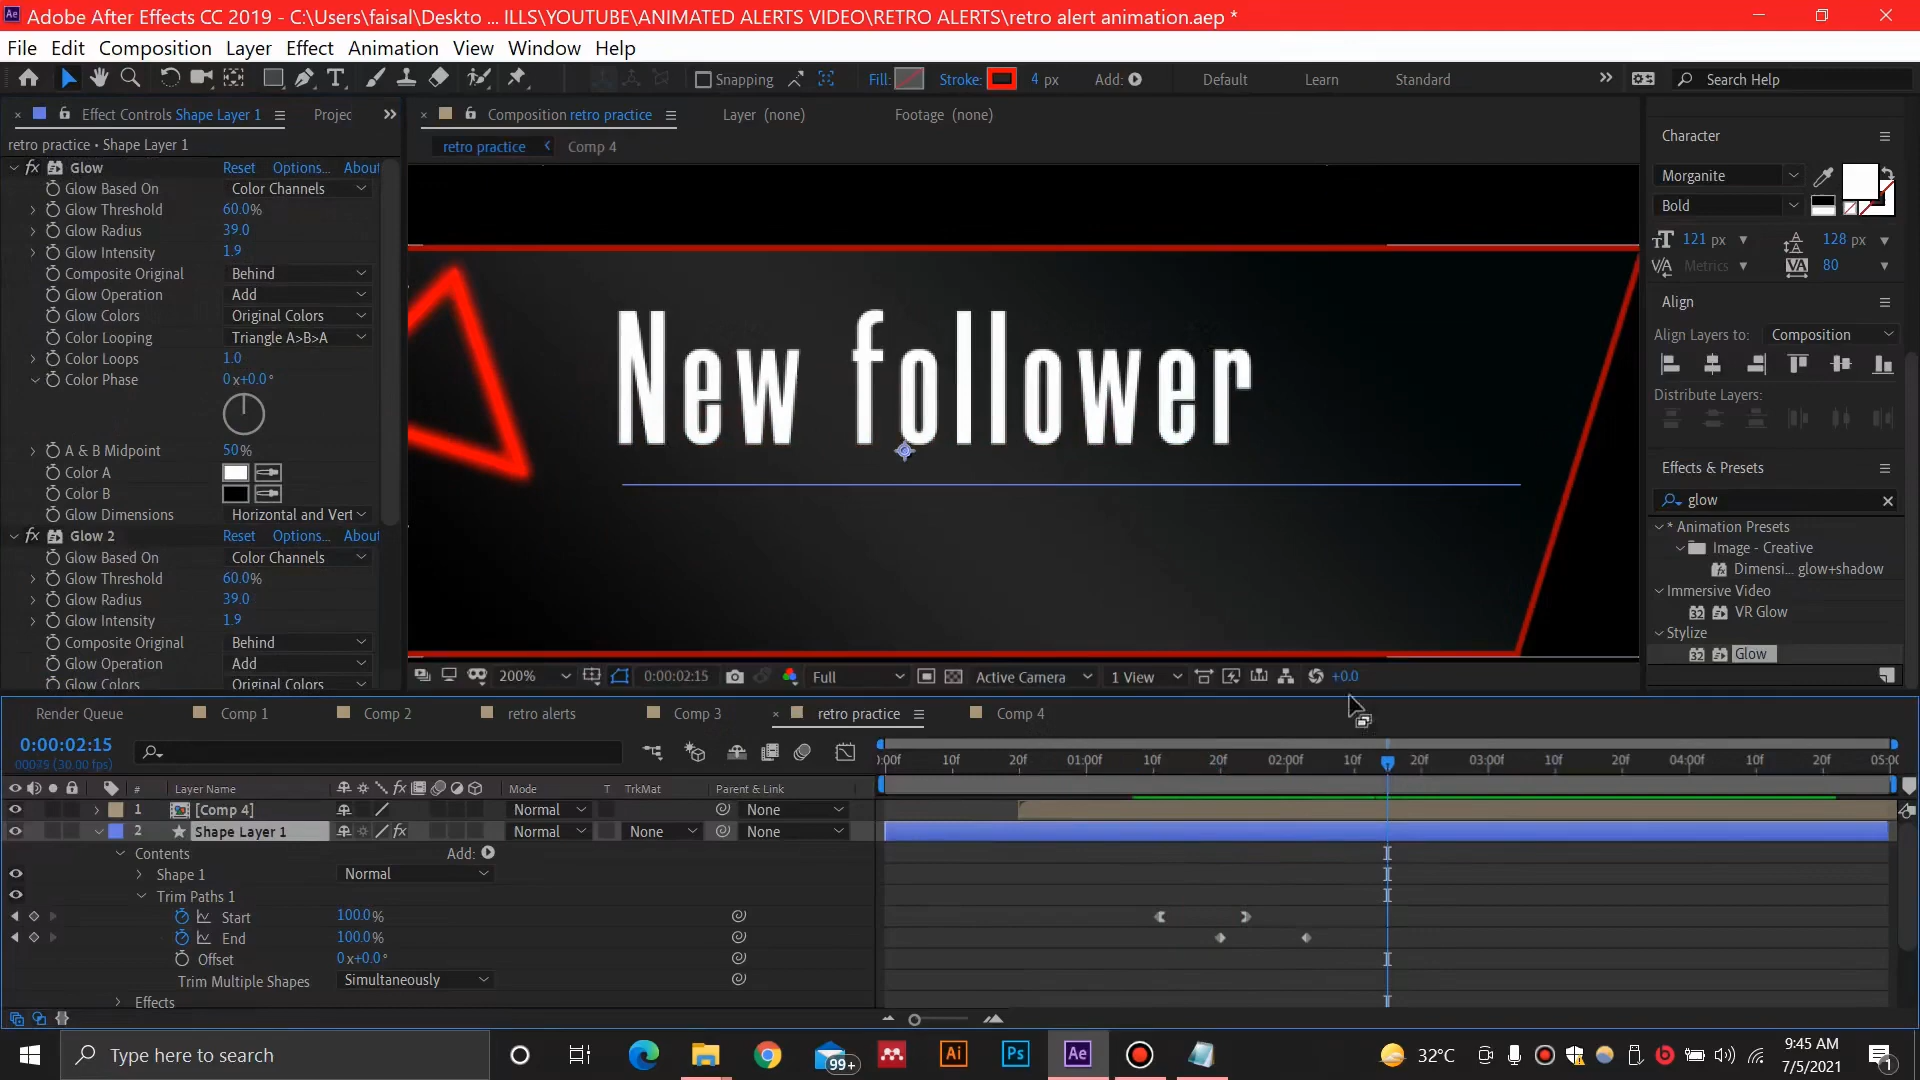 Adobe After Effects CC 2019 - C:\Users\faisal\Deskto ... ILLS\YOUTUBE\ANIMATED ALERTS VIDEO\RETRO ALERTS\retro alert animation.aep *
File Edit Composition Layer Effect Animation View Window Help
Snapping Fill: Stroke: 4 px Add: Default Learn Standard Search Help
Effect Controls Shape Layer 1 Projec Composition retro practice Layer (none) Footage (none)
retro practice • Shape Layer 1
retro practice Comp 4
fx Glow Reset Options... Abou
Glow Based On Color Channels
Glow Threshold 60.0%
Glow Radius 39.0
Glow Intensity 1.9
Composite Original Behind
Glow Operation Add
Glow Colors Original Colors
Color Looping Triangle A>B>A
Color Loops 1.0
Color Phase 0x+0.0°
A & B Midpoint 50%
Color A
Color B
Glow Dimensions Horizontal and Vert
fx Glow 2 Reset Options... Abou
Glow Based On Color Channels
Glow Threshold 60.0%
Glow Radius 39.0
Glow Intensity 1.9
Composite Original Behind
Glow Operation Add
Glow Colors Original Colors
New follower
200% 0:00:02:15 Full Active Camera 1 View +0.0
Character
Morganite
Bold
121 px 128 px
Metrics 80
Align
Align Layers to: Composition
Distribute Layers:
Effects & Presets
glow
* Animation Presets
Image - Creative
Dimensi... glow+shadow
Immersive Video
32 VR Glow
Stylize
32 Glow
Render Queue Comp 1 Comp 2 retro alerts Comp 3 retro practice Comp 4
0:00:02:15
00075 (30.00 fps)
):00f 10f 20f 01:00f 10f 20f 02:00f 10f 20f 03:00f 10f 20f 04:00f 20f 05:00
# Layer Name fx Mode T TrkMat Parent & Link
1 [Comp 4] Normal None
2 Shape Layer 1 fx Normal None None
Contents Add:
Shape 1 Normal
Trim Paths 1
Start 100.0%
End 100.0%
Offset 0x+0.0°
Trim Multiple Shapes Simultaneously
Effects
Type here to search 99+ Ai Ps Ae 32°C 9:45 AM
7/5/2021
1